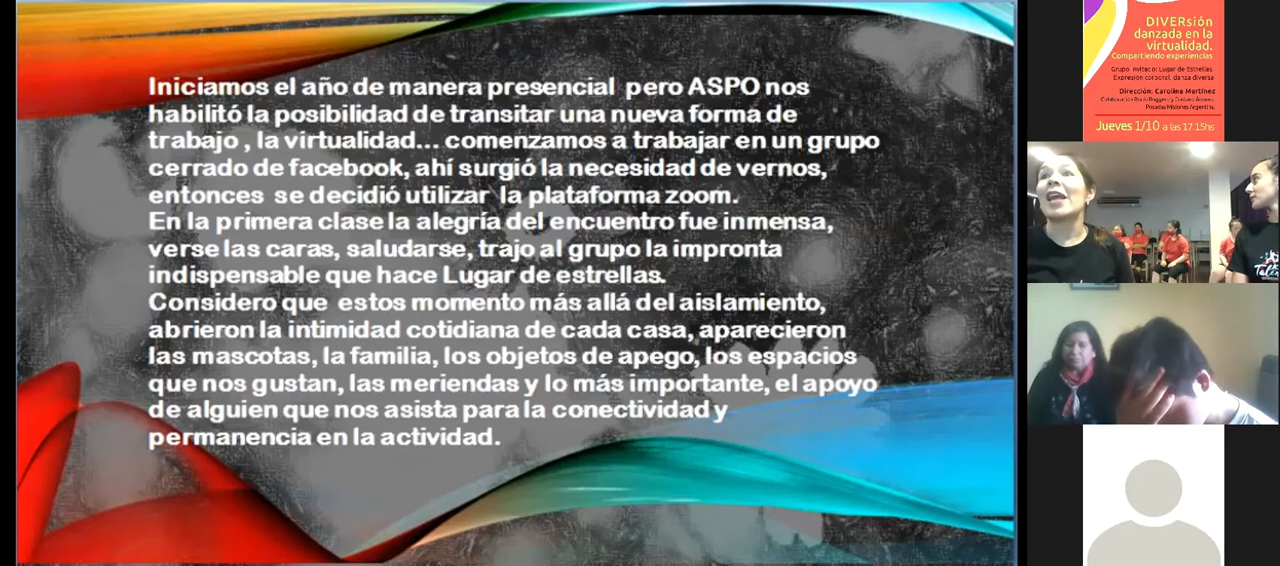 Iniciamos el año de manera presencial pero ASPO nos
habilitó la posibilidad de transitar una nueva forma de
trabajo , la virtualidad... comenzamos a trabajar en un grupo
cerrado de facebook, ahí surgió la necesidad de vernos,
entonces se decidió utilizar la plataforma zoom.
En la primera clase la alegría del encuentro fue inmensa,
verse las caras, saludarse, trajo al grupo la impronta
indispensable que hace Lugar de estrellas.
Considero que estos momento más allá del aislamiento,
abrieron la intimidad cotidiana de cada casa, aparecieron
las mascotas, la familia, los objetos de apego, los espacios
que nos gustan, las meriendas y lo más importante, el apoyo
de alguien que nos asista para la conectividad y
permanencia en la actividad.
DIVERsión
danzada en la
virtualidad.
Compartiendo experiencias
Grupo invitado: Lugar de Estrellas.
Expresión corporal, danza diversa
Dirección: Carolina Martínez
Posadas Misiones Argentina.
Jueves 1/10 a las 17.15hs